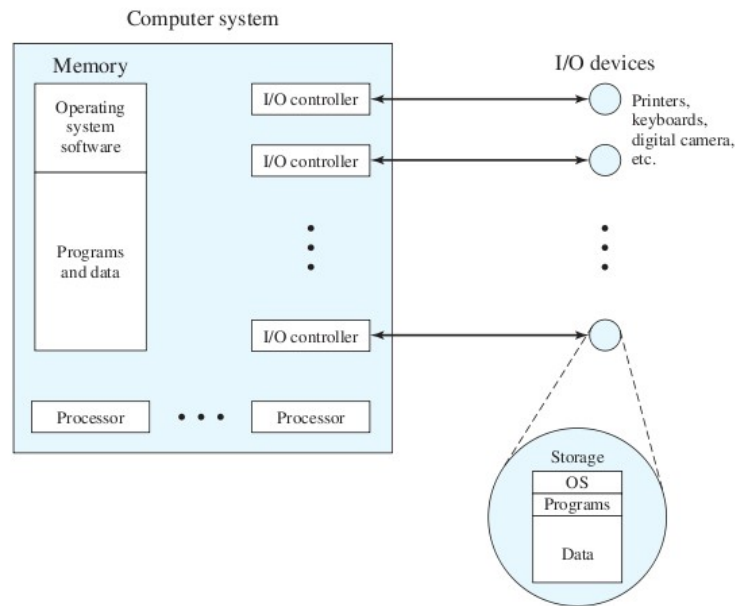 Computer system
Memory
Operating
system
software
Programs
and data
I/O controller
I/O controller
I/O controller
Processor
Processor
I/O devices
Printers,
keyboards,
digital camera,
etc.
Storage
OS
Programs
Data